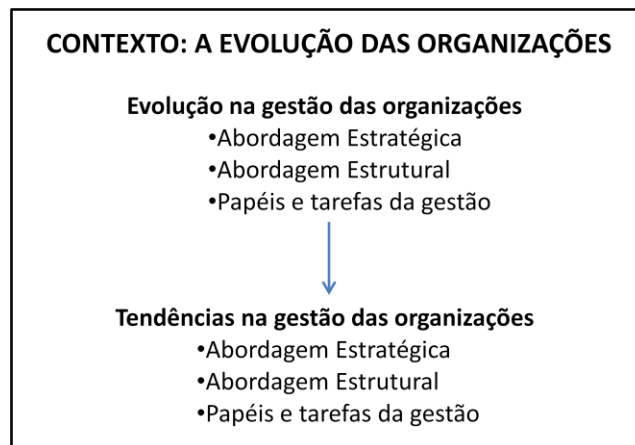 CONTEXTO: A EVOLUÇÃO DAS ORGANIZAÇÕES
Evolução na gestão das organizações
•Abordagem Estratégica
•Abordagem Estrutural
•Papéis e tarefas da gestão
Tendências na gestão das organizações
•Abordagem Estratégica
•Abordagem Estrutural
•Papéis e tarefas da gestão